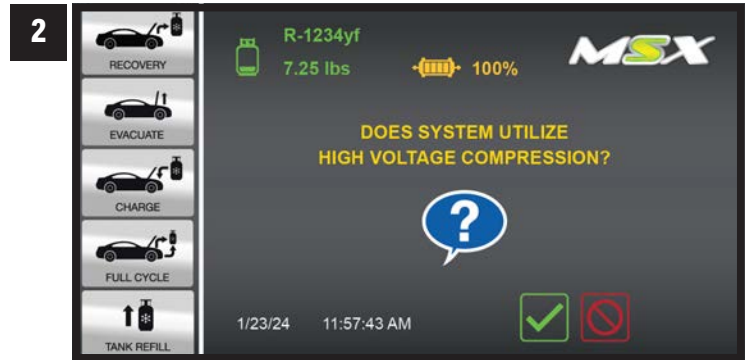 2
RECOVERY
EVACUATE
CHARGE
FULL CYCLE
TANK REFILL
R-1234yf
7.25 lbs
100%
MSX
DOES SYSTEM UTILIZE
HIGH VOLTAGE COMPRESSION?
?
1/23/24 11:57:43 AM